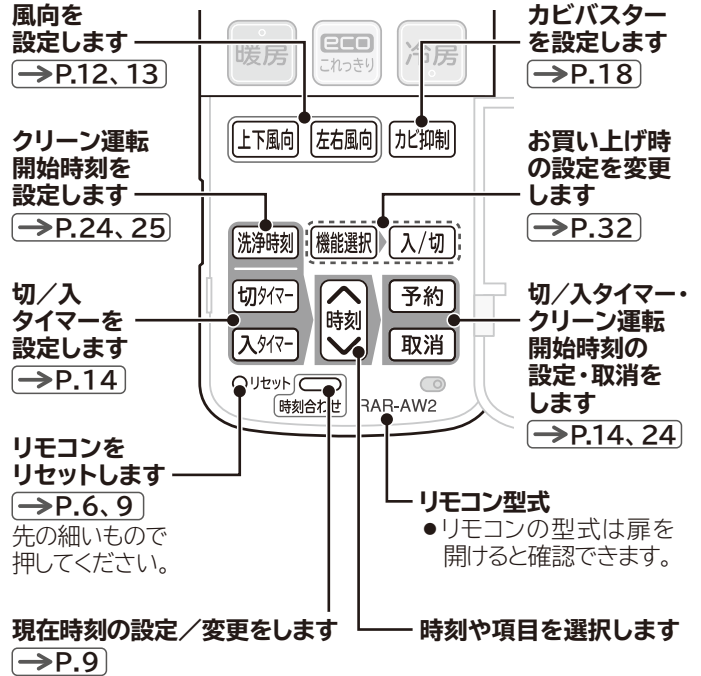 風向を
設定します
→P.12、13
クリーン運転
開始時刻を
設定します
→P.24、25
切／入
タイマーを
設定します
→P.14
リモコンを
リセットします
→P.6、9
先の細いもので
押してください。
現在時刻の設定／変更をします
→P.9
暖房
eco
これっきり
冷房
上下風向
左右風向
カビ抑制
洗浄時刻
機能選択
入/切
切タイマー
時刻
予約
入タイマー
取消
リセット
時刻合わせ
RAR-AW2
カビバスター
を設定します
→P.18
お買い上げ時
の設定を変更
します
→P.32
切／入タイマー・
クリーン運転
開始時刻の
設定・取消を
します
→P.14、24
リモコン型式
●リモコンの型式は扉を
開けると確認できます。
時刻や項目を選択します